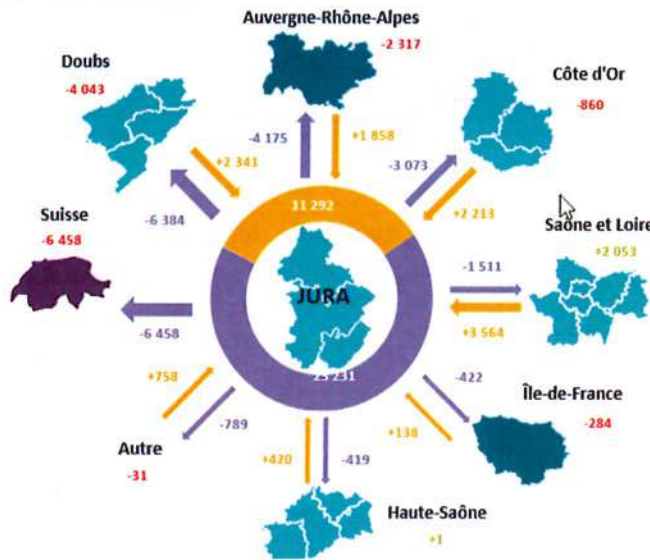 Auvergne-Rhône-Alpes
-2 317
Doubs
-4 043
Côte d'Or
-860
-4 175
+1 858
+2 341
-3 073
-6 384
+2 213
11 292
Suisse
-6 458
Saône et Loire
+2 053
-1 511
JURA
-6 458
+3 564
23 231
+758
-422
Île-de-France
-284
-789
+138
Autre
-31
+420
-419
Haute-Saône
+1